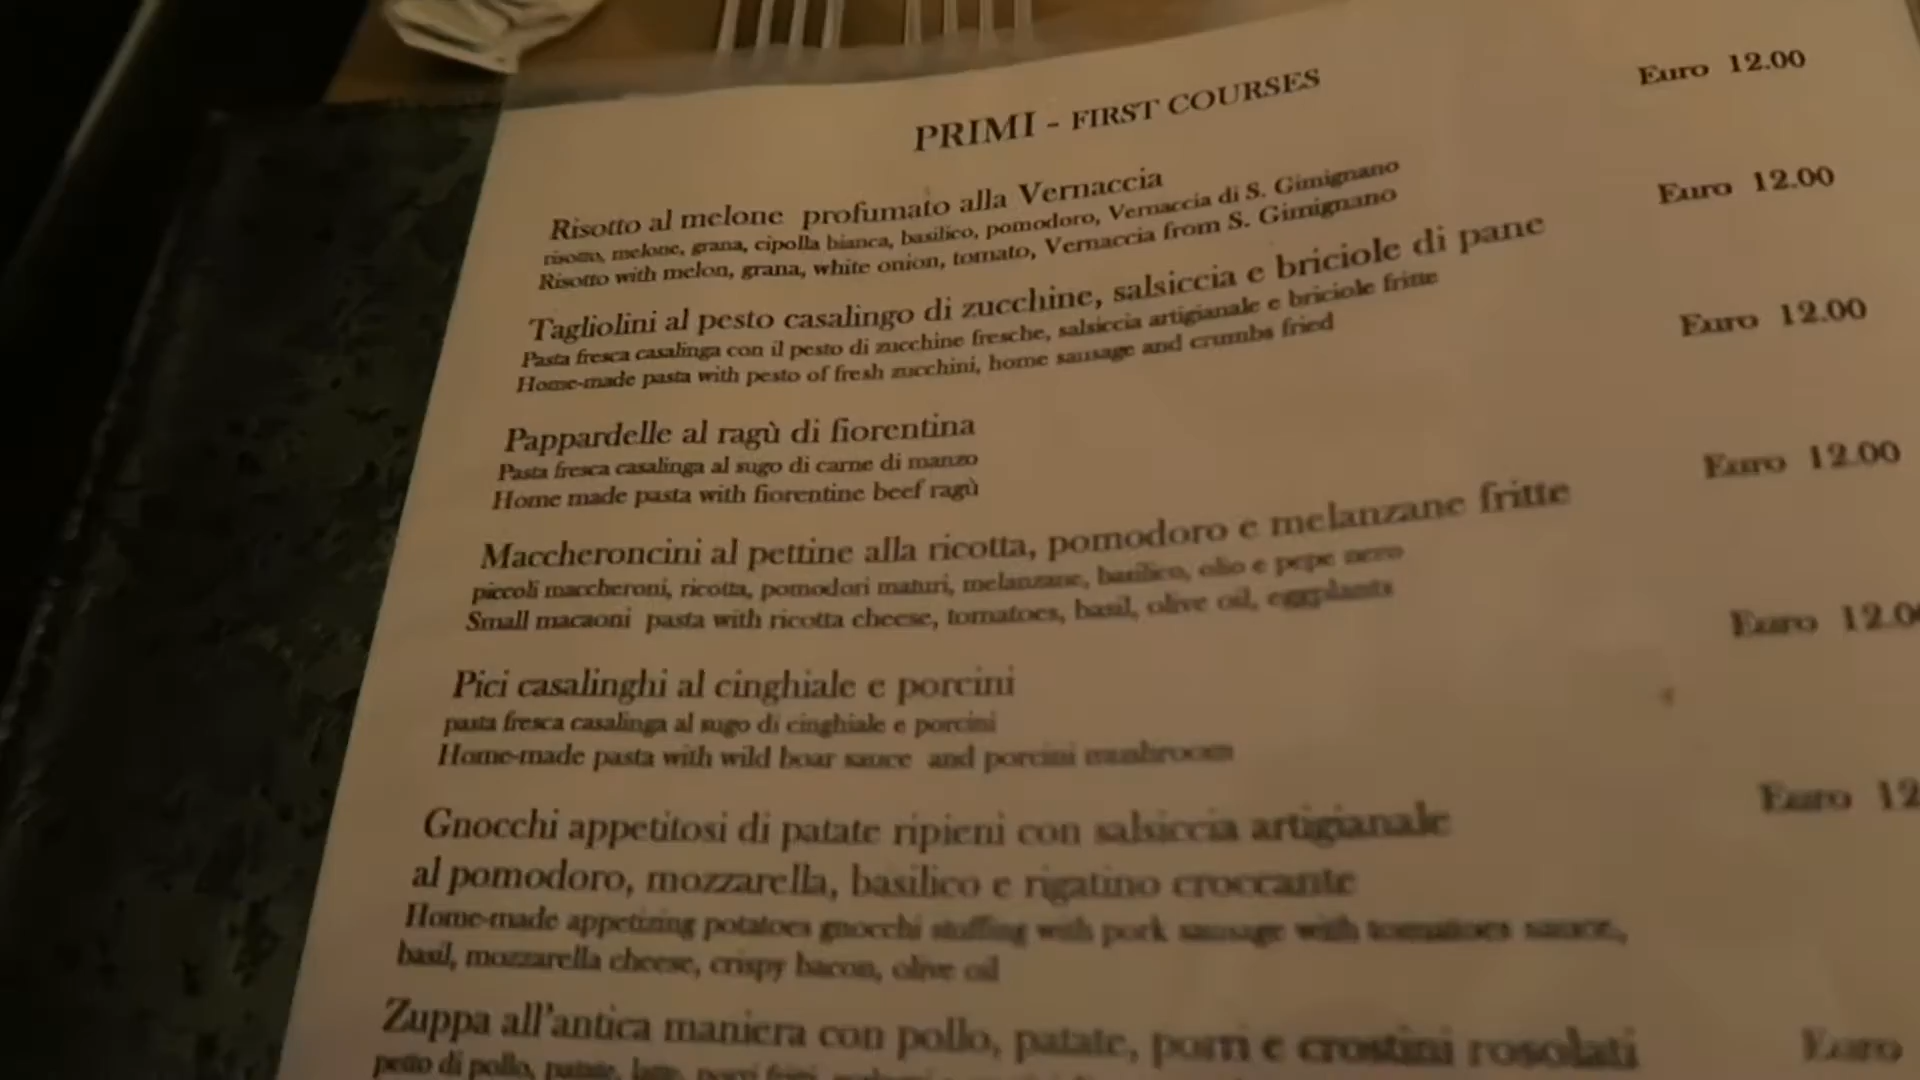 PRIMI - FIRST COURSES
Euro 12.00
Risotto al melone profumato alla Vernaccia
risotto, melone, grana, cipolla bianca, basilico, pomodoro, Vernaccia di S. Gimignano
Risotto with melon, grana, white onion, tomato, Vernaccia from S. Gimignano
Euro 12.00
Tagliolini al pesto casalingo di zucchine, salsiccia e briciole di pane
Pasta fresca casalinga con il pesto di zucchine fresche, salsiccia artigianale e briciole fritte
Home-made pasta with pesto of fresh zucchini, home sausage and crumbs fried
Euro 12.00
Pappardelle al ragù di fiorentina
Pasta fresca casalinga al sugo di carne di manzo
Home made pasta with fiorentine beef ragù
Euro 12.00
Maccheroncini al pettine alla ricotta, pomodoro e melanzane fritte
piccoli maccheroni, ricotta, pomodori maturi, melanzane, basilico, olio e pepe nero
Small macaoni pasta with ricotta cheese, tomatoes, basil, olive oil, eggplants
Euro 12.0
Pici casalinghi al cinghiale e porcini
pasta fresca casalinga al sugo di cinghiale e porcini
Home-made pasta with wild boar sauce and porcini mushroom
Euro 12
Gnocchi appetitosi di patate ripieni con salsiccia artigianale
al pomodoro, mozzarella, basilico e rigatino croccante
Home-made appetizing potatoes gnocchi stuffing with pork sausage with tomatoes sauce,
basil, mozzarella cheese, crispy bacon, olive oil
Euro
Zuppa all'antica maniera con pollo, patate, porri e crostini rosolati
petto di pollo, patate, latte, porri